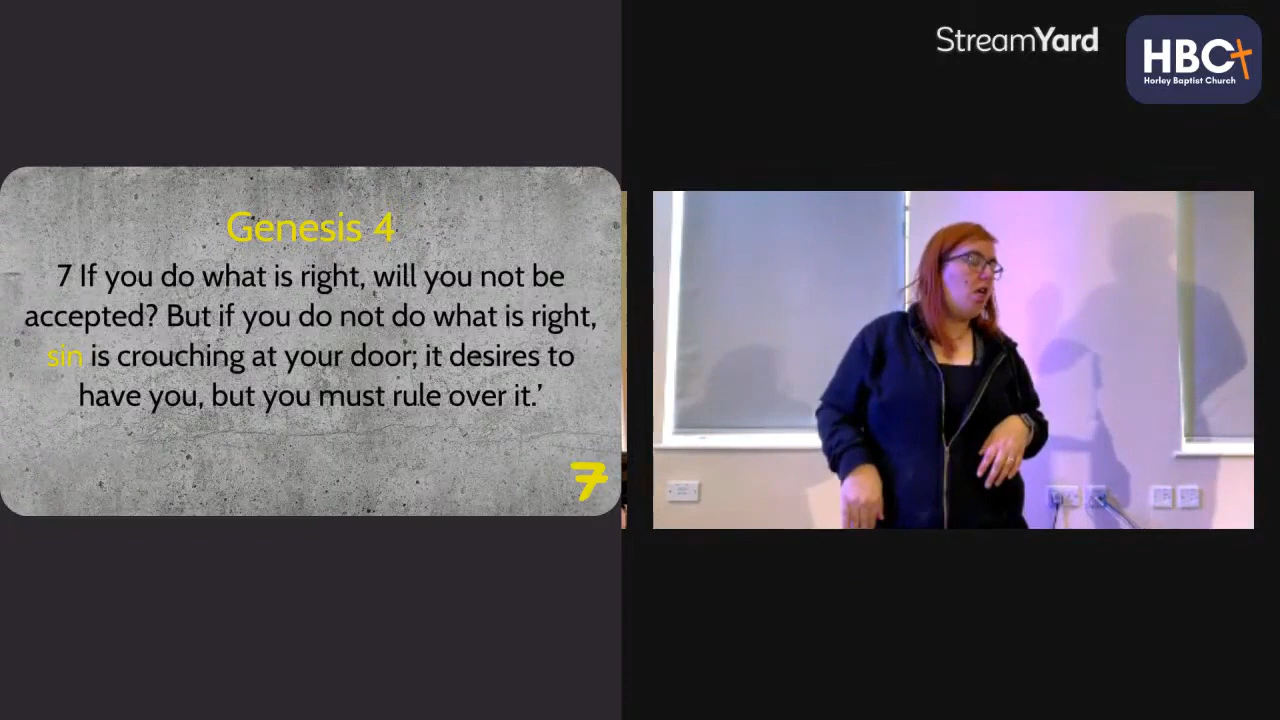 StreamYard
HBC
Horley Baptist Church
Genesis 4
7 If you do what is right, will you not be
accepted? But if you do not do what is right,
sin is crouching at your door; it desires to
have you, but you must rule over it.’
7